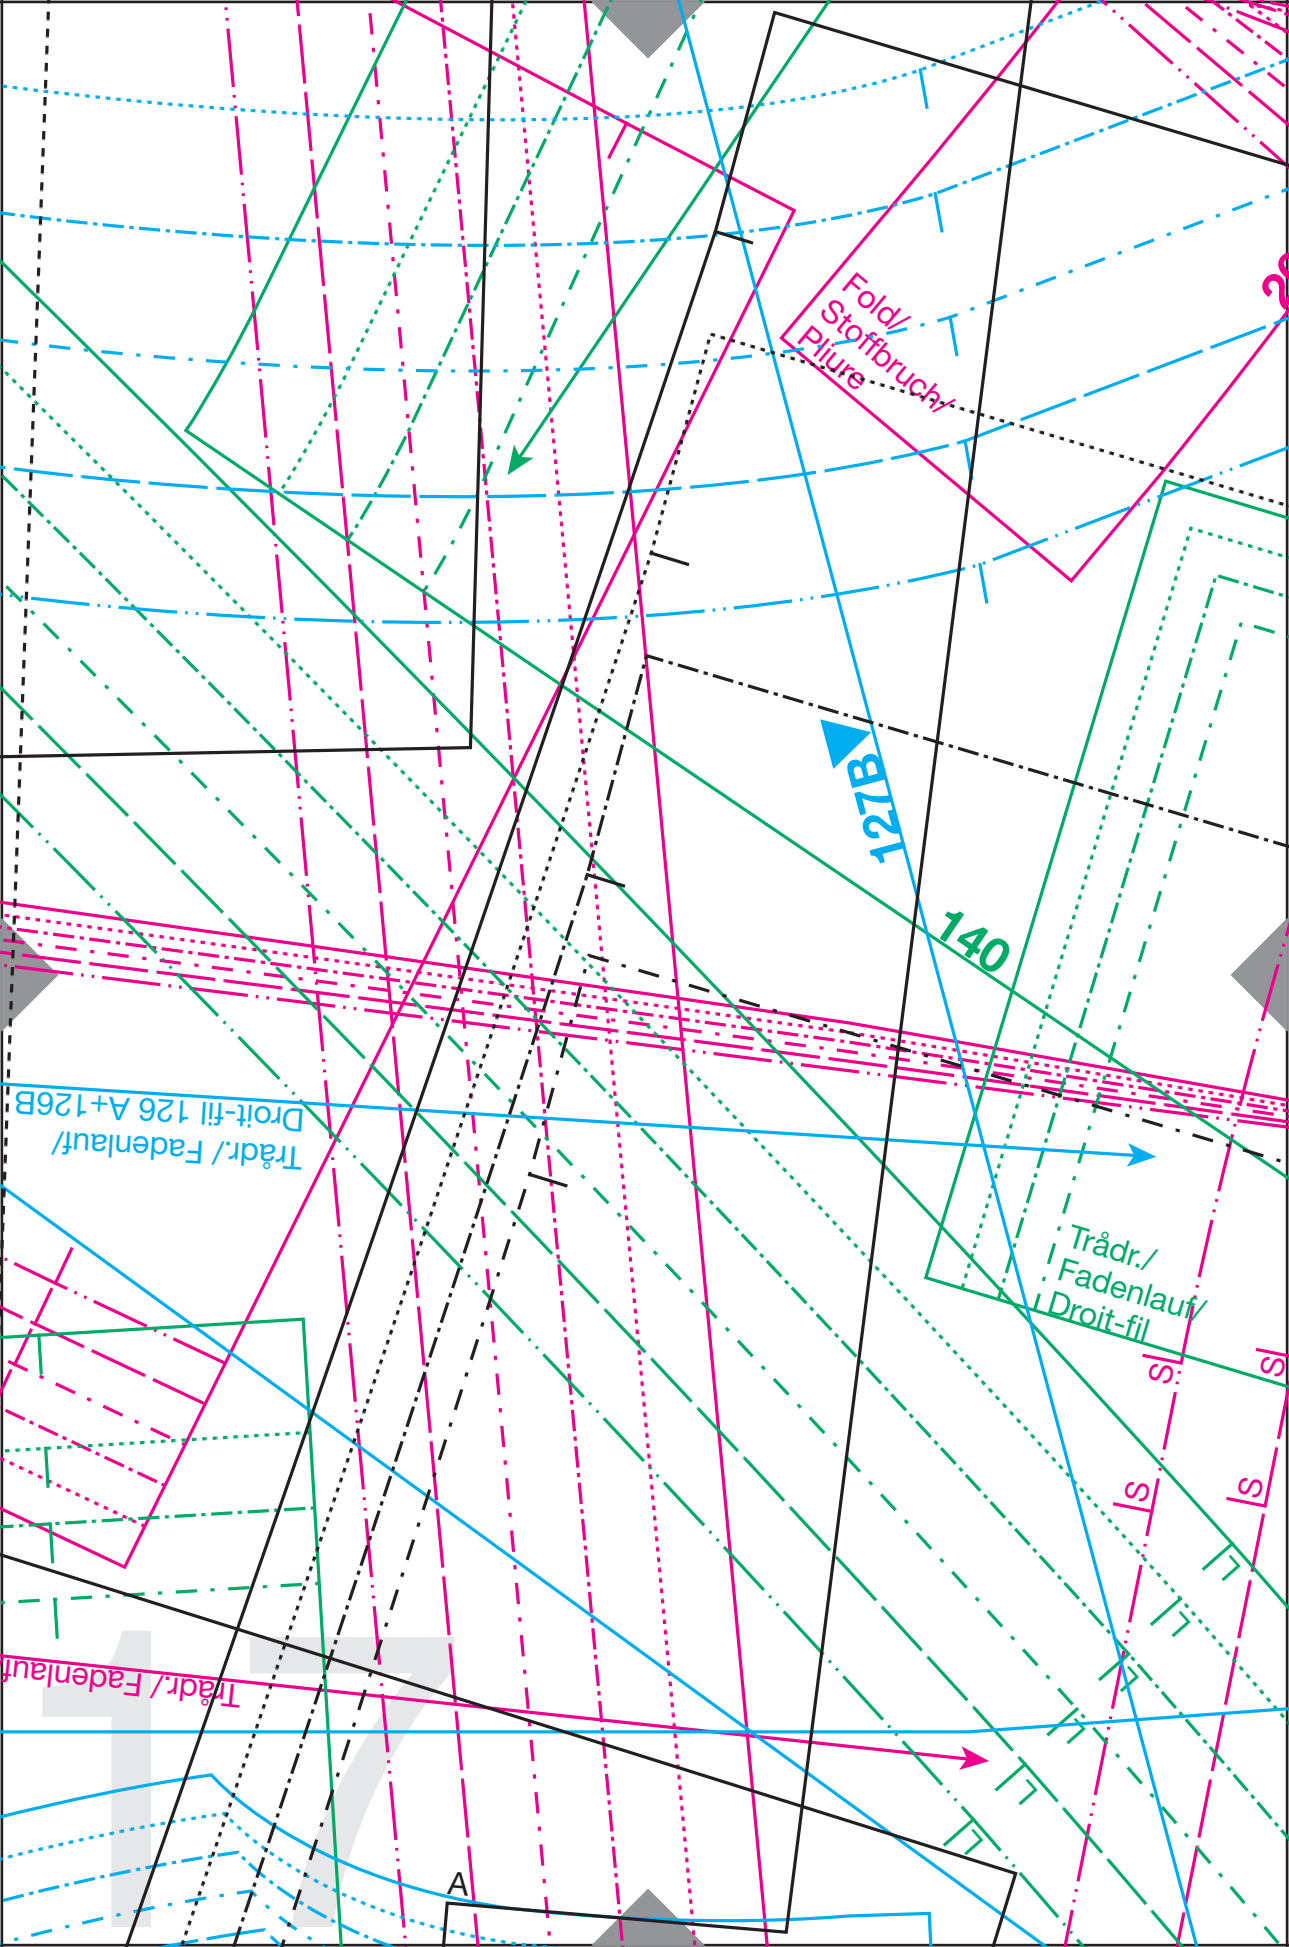 Fold/
Stoffbruch/
Pliure
127B
140
Trådr./ Fadenlauf/
Droit-fil 126 A+126B
Trådr./
Fadenlauf/
Droit-fil
S
S
S
S
Trådr./ Fadenlauf
17
A